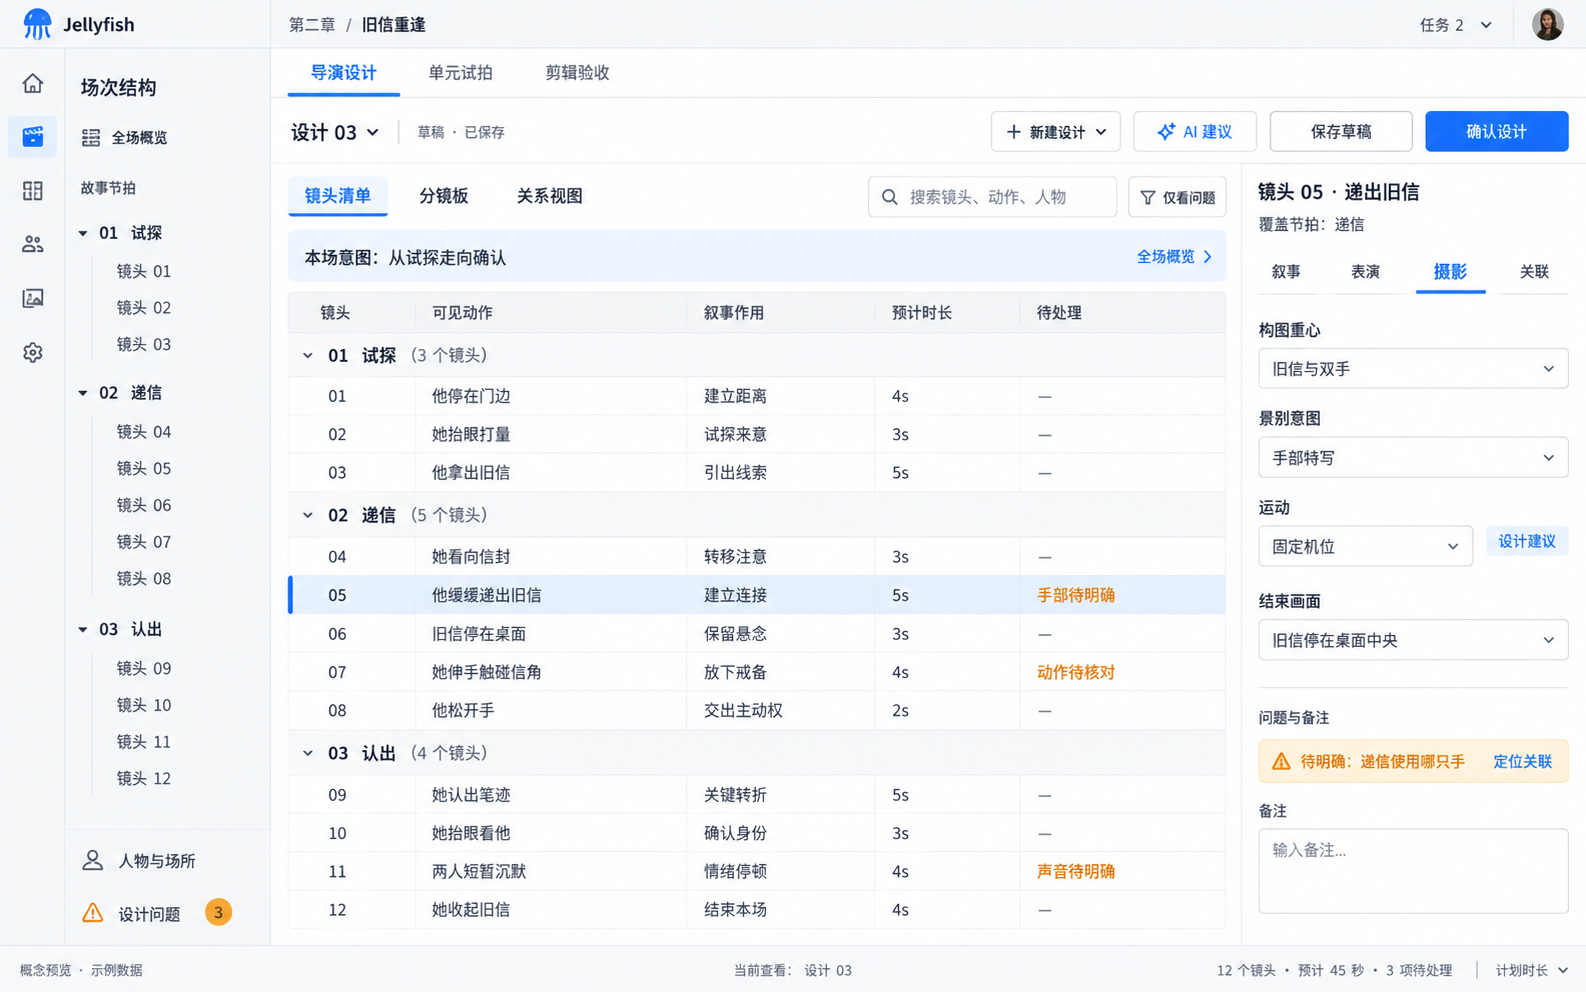 Jellyfish
第二章 / 旧信重逢
任务 2
场次结构
全场概览
故事节拍
01 试探
镜头 01
镜头 02
镜头 03
02 递信
镜头 04
镜头 05
镜头 06
镜头 07
镜头 08
03 认出
镜头 09
镜头 10
镜头 11
镜头 12
人物与场所
设计问题 3
导演设计 单元试拍 剪辑验收
设计 03 草稿 · 已保存
新建设计 AI 建议 保存草稿 确认设计
镜头清单 分镜板 关系视图
搜索镜头、动作、人物 仅看问题
本场意图：从试探走向确认 全场概览
镜头 可见动作 叙事作用 预计时长 待处理
01 试探 （3 个镜头）
01 他停在门边 建立距离 4s —
02 她抬眼打量 试探来意 3s —
03 他拿出旧信 引出线索 5s —
02 递信 （5 个镜头）
04 她看向信封 转移注意 3s —
05 他缓缓递出旧信 建立连接 5s 手部待明确
06 旧信停在桌面 保留悬念 3s —
07 她伸手触碰信角 放下戒备 4s 动作待核对
08 他松开手 交出主动权 2s —
03 认出 （4 个镜头）
09 她认出笔迹 关键转折 5s —
10 她抬眼看他 确认身份 3s —
11 两人短暂沉默 情绪停顿 4s 声音待明确
12 她收起旧信 结束本场 4s —
镜头 05 · 递出旧信
覆盖节拍：递信
叙事 表演 摄影 关联
构图重心
旧信与双手
景别意图
手部特写
运动
固定机位 设计建议
结束画面
旧信停在桌面中央
问题与备注
待明确：递信使用哪只手 定位关联
备注
输入备注...
概念预览 · 示例数据
当前查看： 设计 03
12 个镜头 • 预计 45 秒 • 3 项待处理 计划时长